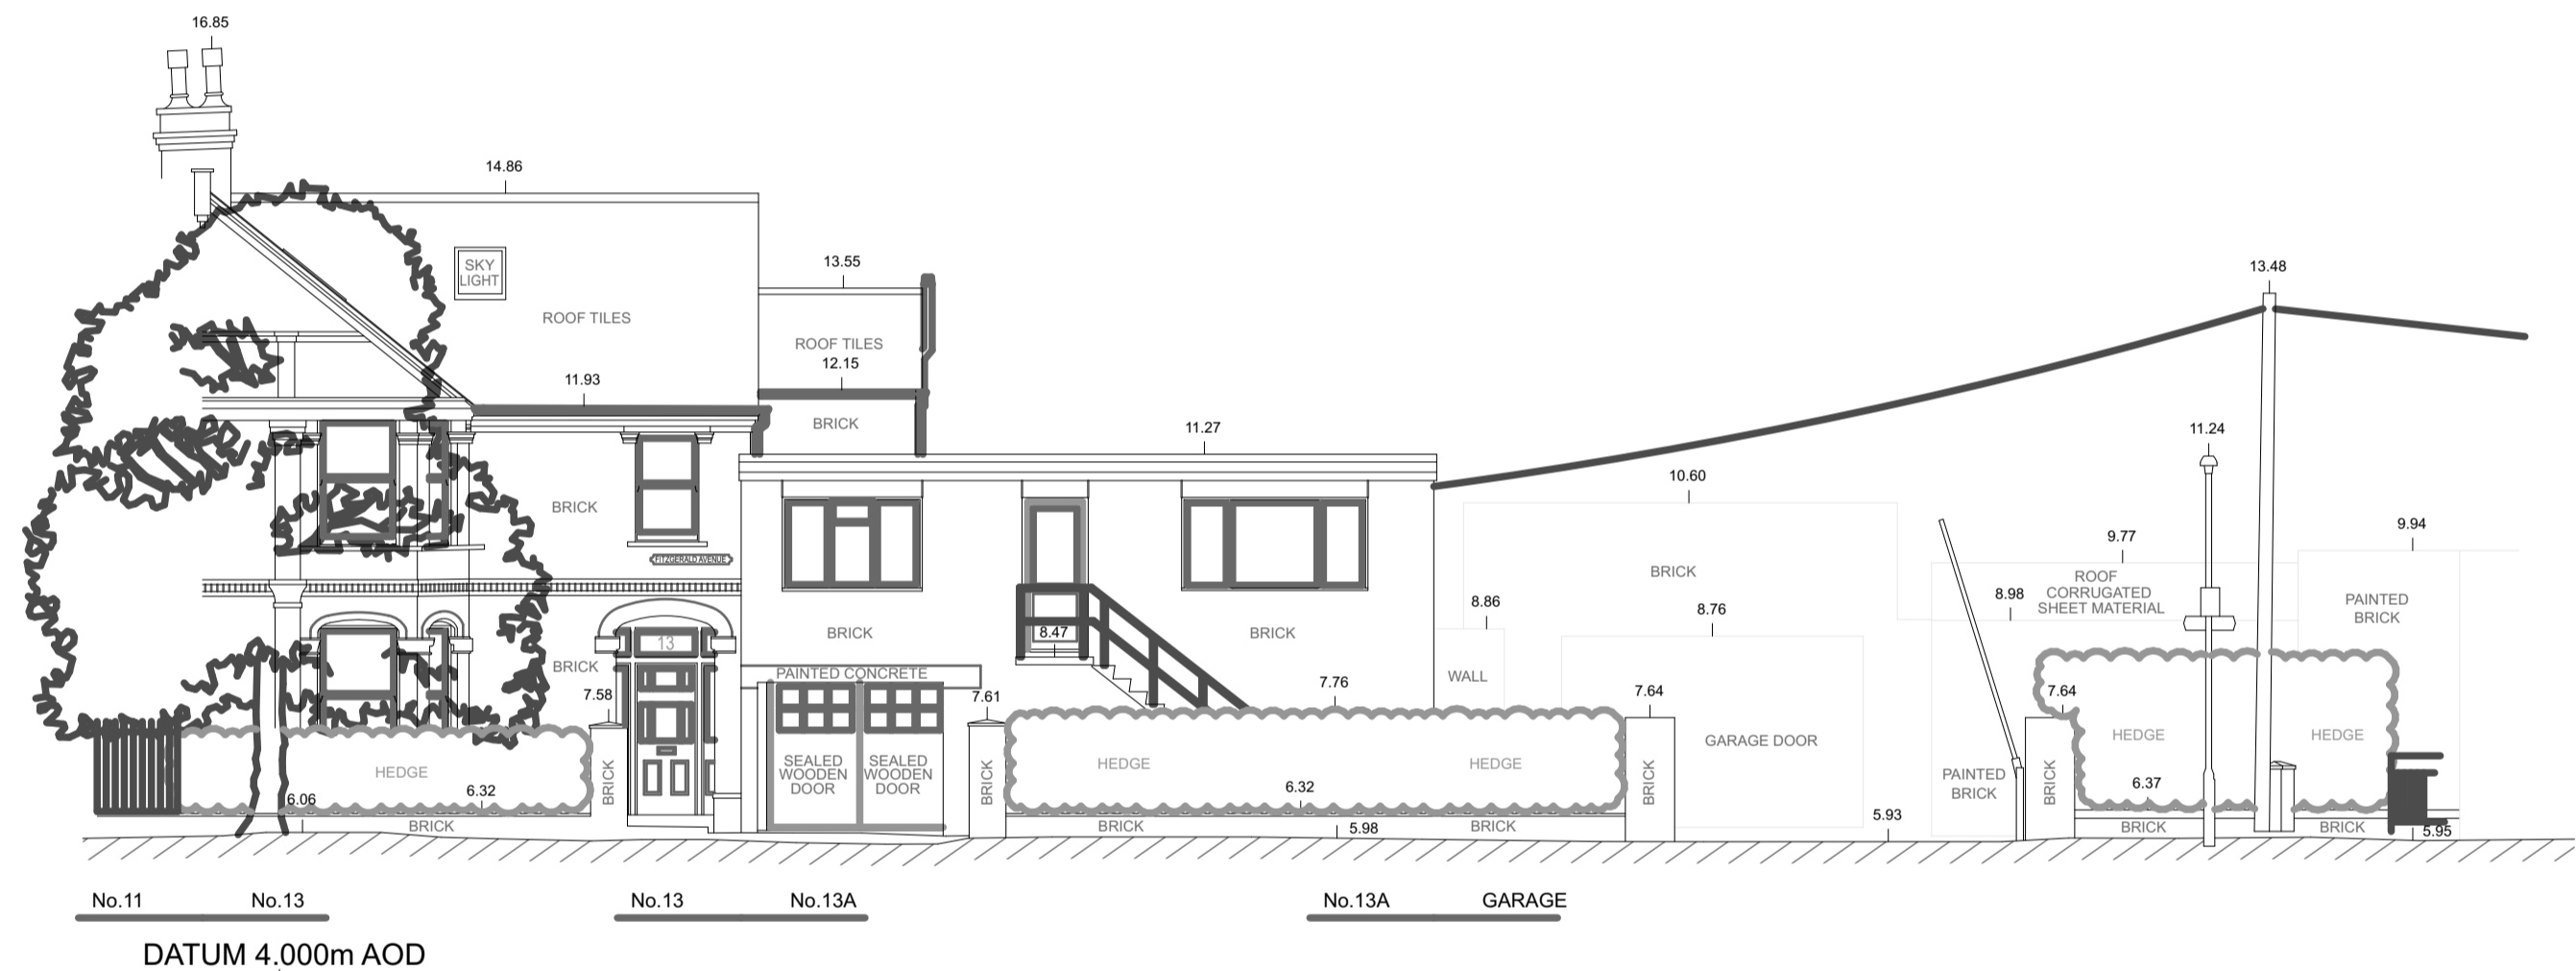 16.85
14.86
SKY
LIGHT
13.55
13.48
ROOF TILES
ROOF TILES
12.15
11.93
BRICK
11.27
11.24
10.60
BRICK
9.77
9.94
FITZGERALD AVENUE
BRICK
ROOF
CORRUGATED
SHEET MATERIAL
8.98
PAINTED
BRICK
8.86
8.76
13
8.47
BRICK
BRICK
BRICK
PAINTED CONCRETE
WALL
7.58
7.61
7.76
7.64
7.64
HEDGE
BRICK
SEALED
WOODEN
DOOR
SEALED
WOODEN
DOOR
BRICK
HEDGE
HEDGE
BRICK
GARAGE DOOR
PAINTED
BRICK
BRICK
HEDGE
HEDGE
6.06
6.32
6.32
6.37
BRICK
BRICK
5.98
BRICK
5.93
BRICK
BRICK
5.95
No.11
No.13
No.13
No.13A
No.13A
GARAGE
DATUM 4.000m AOD